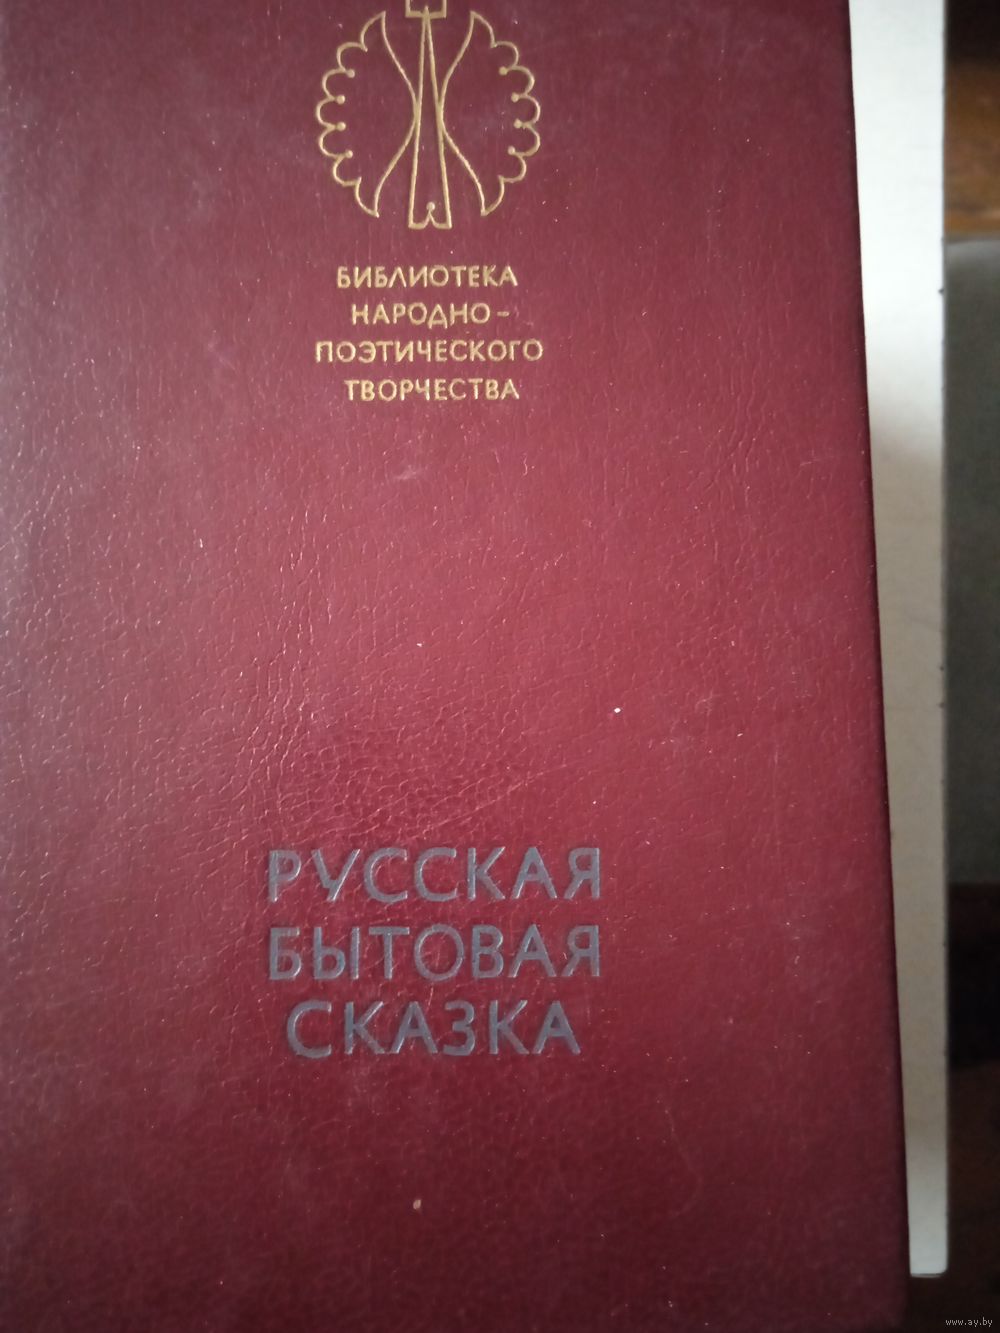 БИБЛИОТЕКА
НАРОДНО-
ПОЭТИЧЕСКОГО
ТВОРЧЕСТВА
РУССКАЯ
БЫТОВАЯ
СКАЗКА
www.ay.by